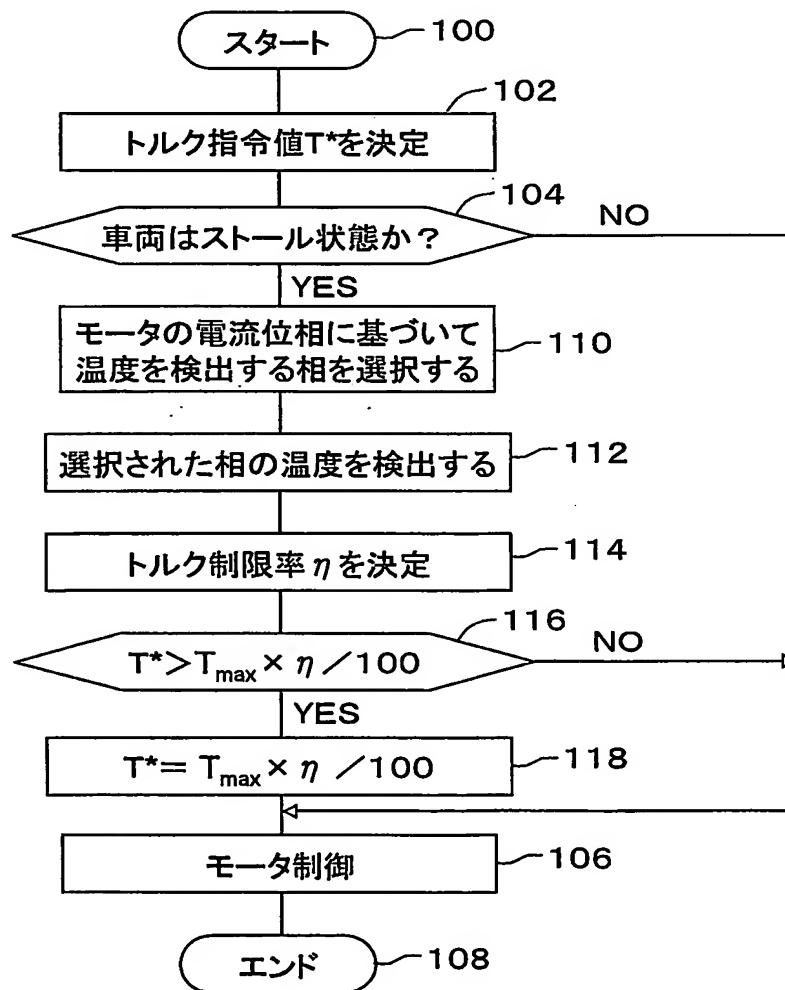 スタート
100
102
トルク指令値T*を決定
104
車両はストール状態か？
NO
YES
モータの電流位相に基づいて
温度を検出する相を選択する
110
選択された相の温度を検出する
112
トルク制限率ηを決定
114
116
T*>Tmax×η/100
NO
YES
T*=Tmax×η/100
118
モータ制御
106
エンド
108